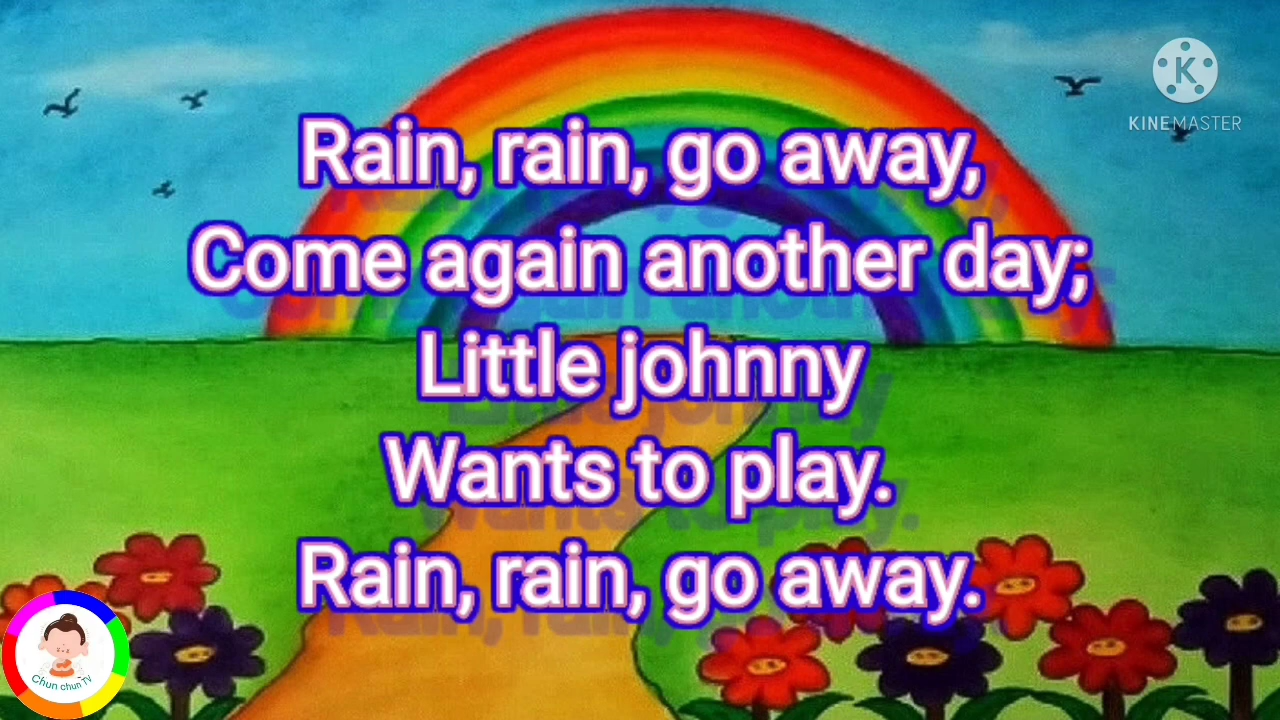 K
KINEMASTER
Rain, rain, go away,
Come again another day;
Little johnny
Wants to play.
Rain, rain, go away.
Chun chun TV